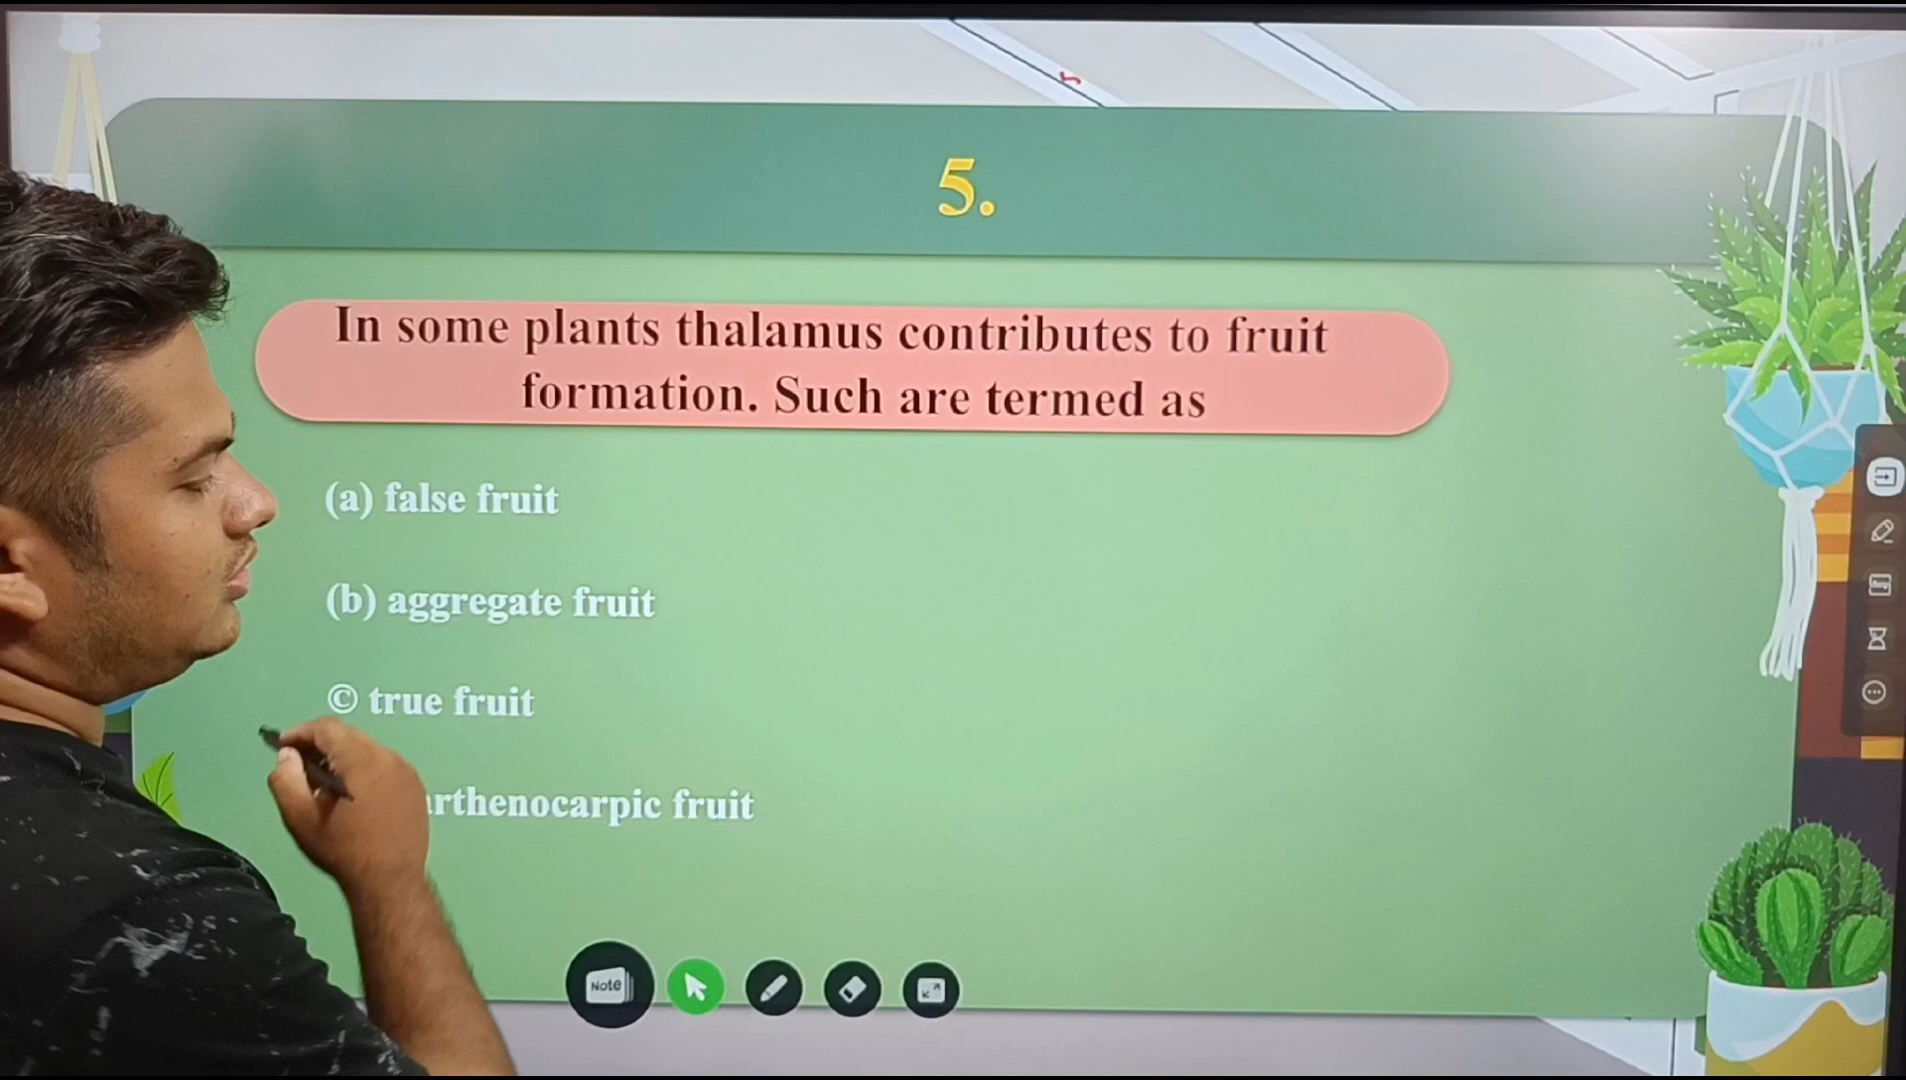 5.
In some plants thalamus contributes to fruit
formation. Such are termed as
(a) false fruit
(b) aggregate fruit
© true fruit
rthenocarpic fruit
Note